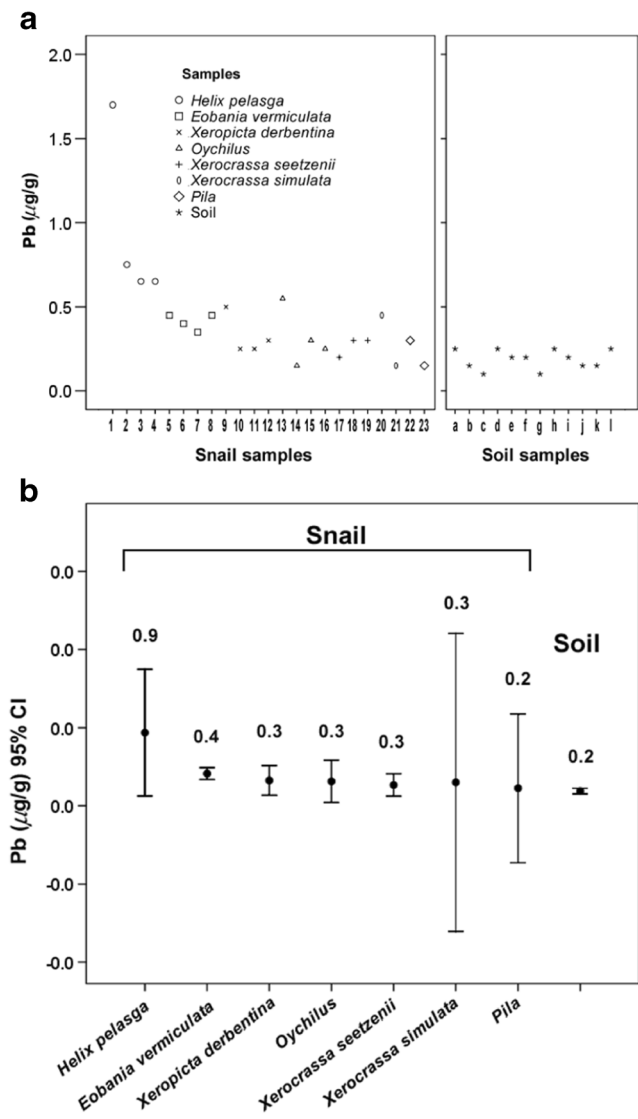 a
2.0
1.5
1.0
0.5
0.0
Pb (µg/g)
Samples
Helix pelasga
Eobania vermiculata
Xeropicta derbentina
Oychilus
Xerocrassa seetzenii
Xerocrassa simulata
Pila
Soil
1 2 3 4 5 6 7 8 9 10 11 12 13 14 15 16 17 18 19 20 21 22 23
a b c d e f g h i j k l
Snail samples
Soil samples
b
Snail
Soil
0.0
0.0
0.0
0.0
-0.0
-0.0
Pb (µg/g) 95% CI
0.9
0.4
0.3
0.3
0.3
0.3
0.2
0.2
Helix pelasga
Eobania vermiculata
Xeropicta derbentina
Oychilus
Xerocrassa seetzenii
Xerocrassa simulata
Pila